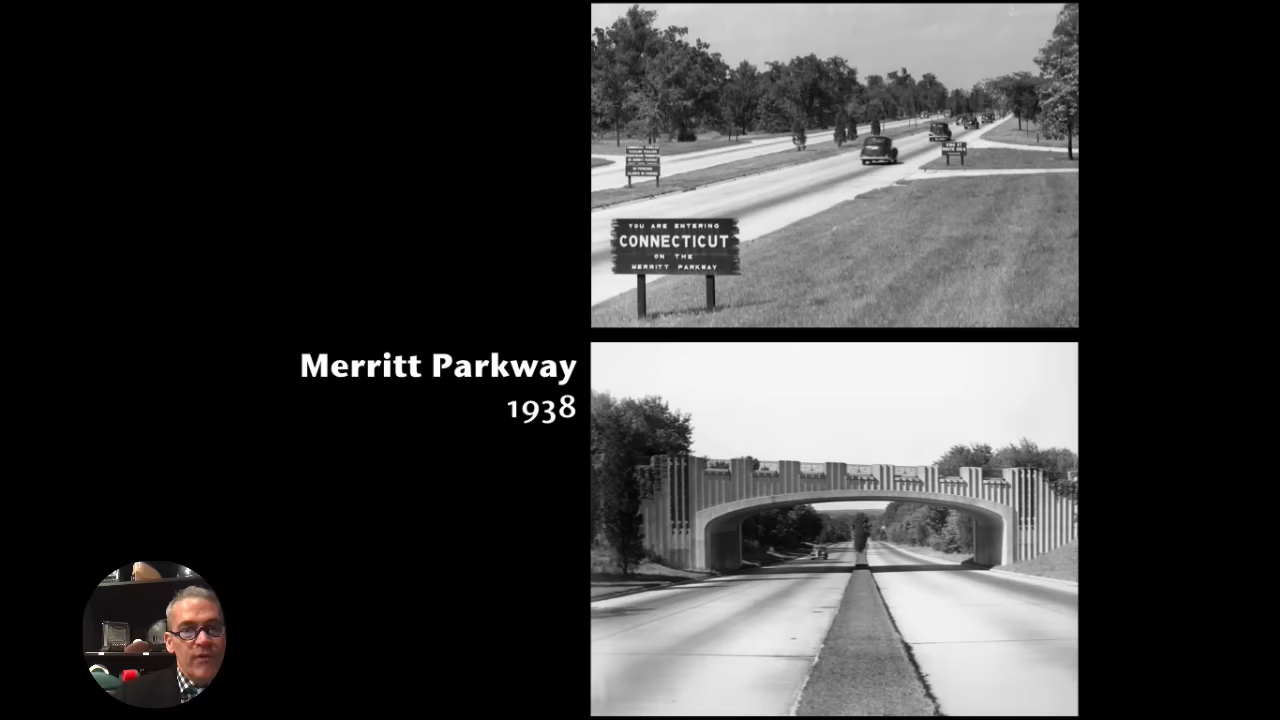 YOU ARE ENTERING
CONNECTICUT
ON THE
MERRITT PARKWAY
Merritt Parkway
1938